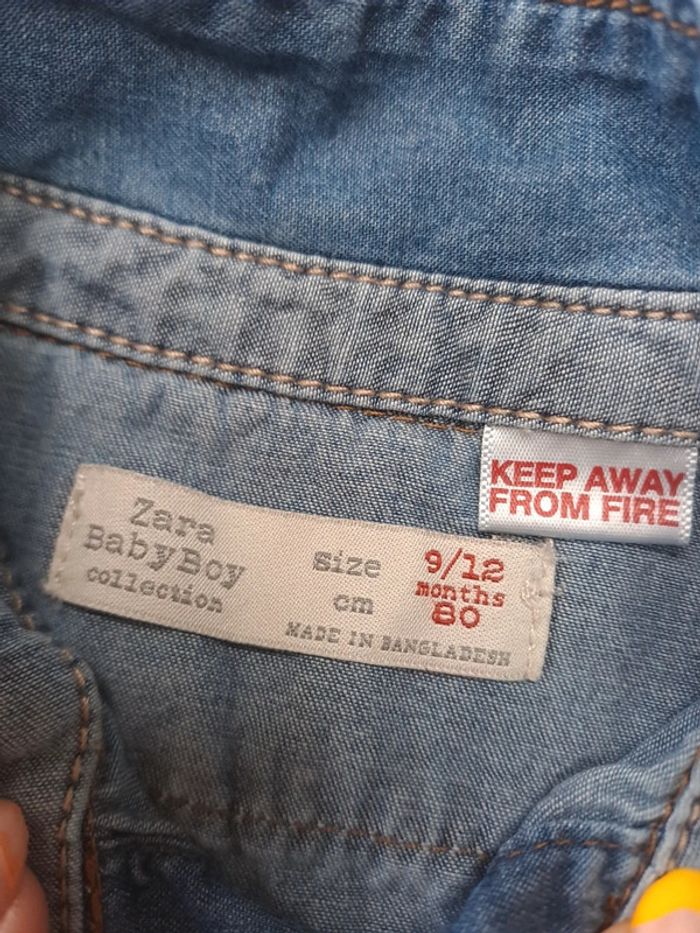 KEEP AWAY
FROM FIRE
Zara
BabyBoy
collection
size 9/12
months
cm 80
MADE IN BANGLADESH